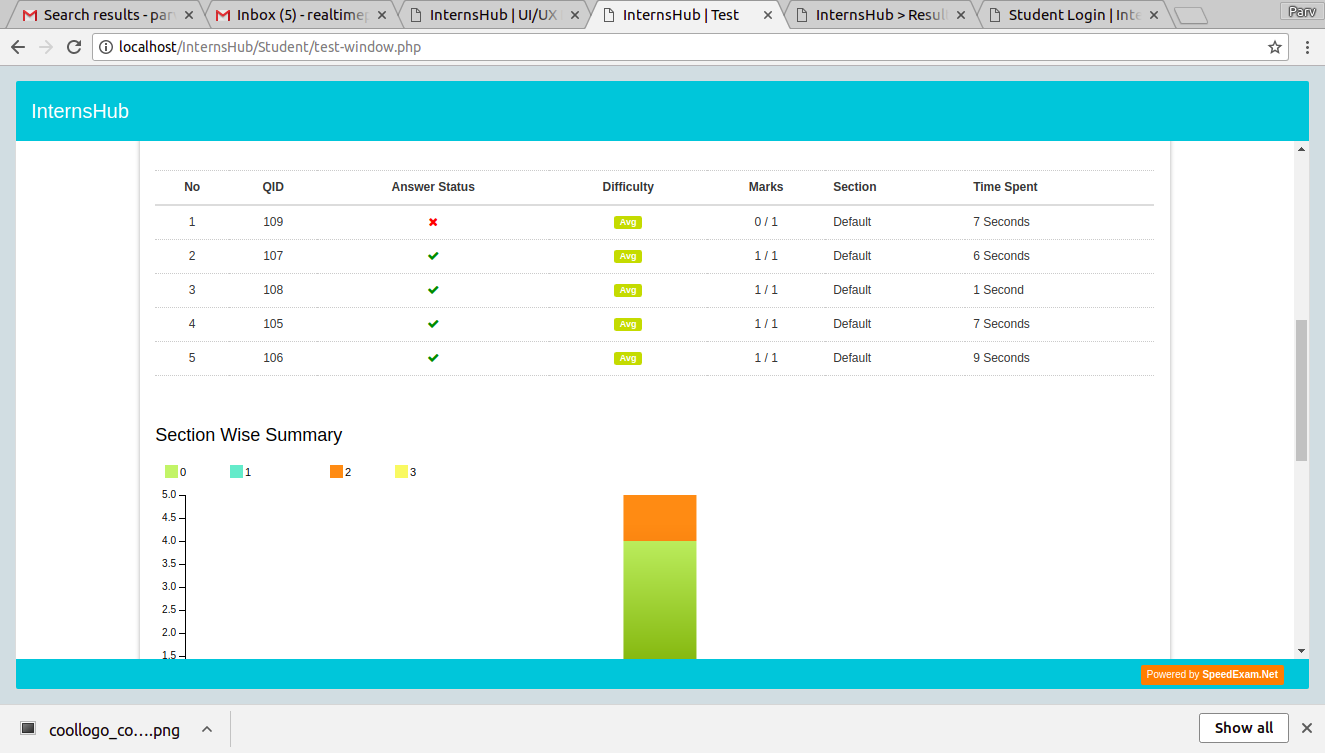 Search results - parv
Inbox (5) - realtimep
InternsHub | UI/UX
InternsHub | Test
InternsHub > Resul
Student Login | Inte
Parv
localhost/InternsHub/Student/test-window.php
InternsHub
No QID Answer Status Difficulty Marks Section Time Spent
1 109 ✖ Avg 0 / 1 Default 7 Seconds
2 107 ✔ Avg 1 / 1 Default 6 Seconds
3 108 ✔ Avg 1 / 1 Default 1 Second
4 105 ✔ Avg 1 / 1 Default 7 Seconds
5 106 ✔ Avg 1 / 1 Default 9 Seconds
Section Wise Summary
0 1 2 3
5.0
4.5
4.0
3.5
3.0
2.5
2.0
1.5
Powered by SpeedExam.Net
coollogo_co....png
Show all